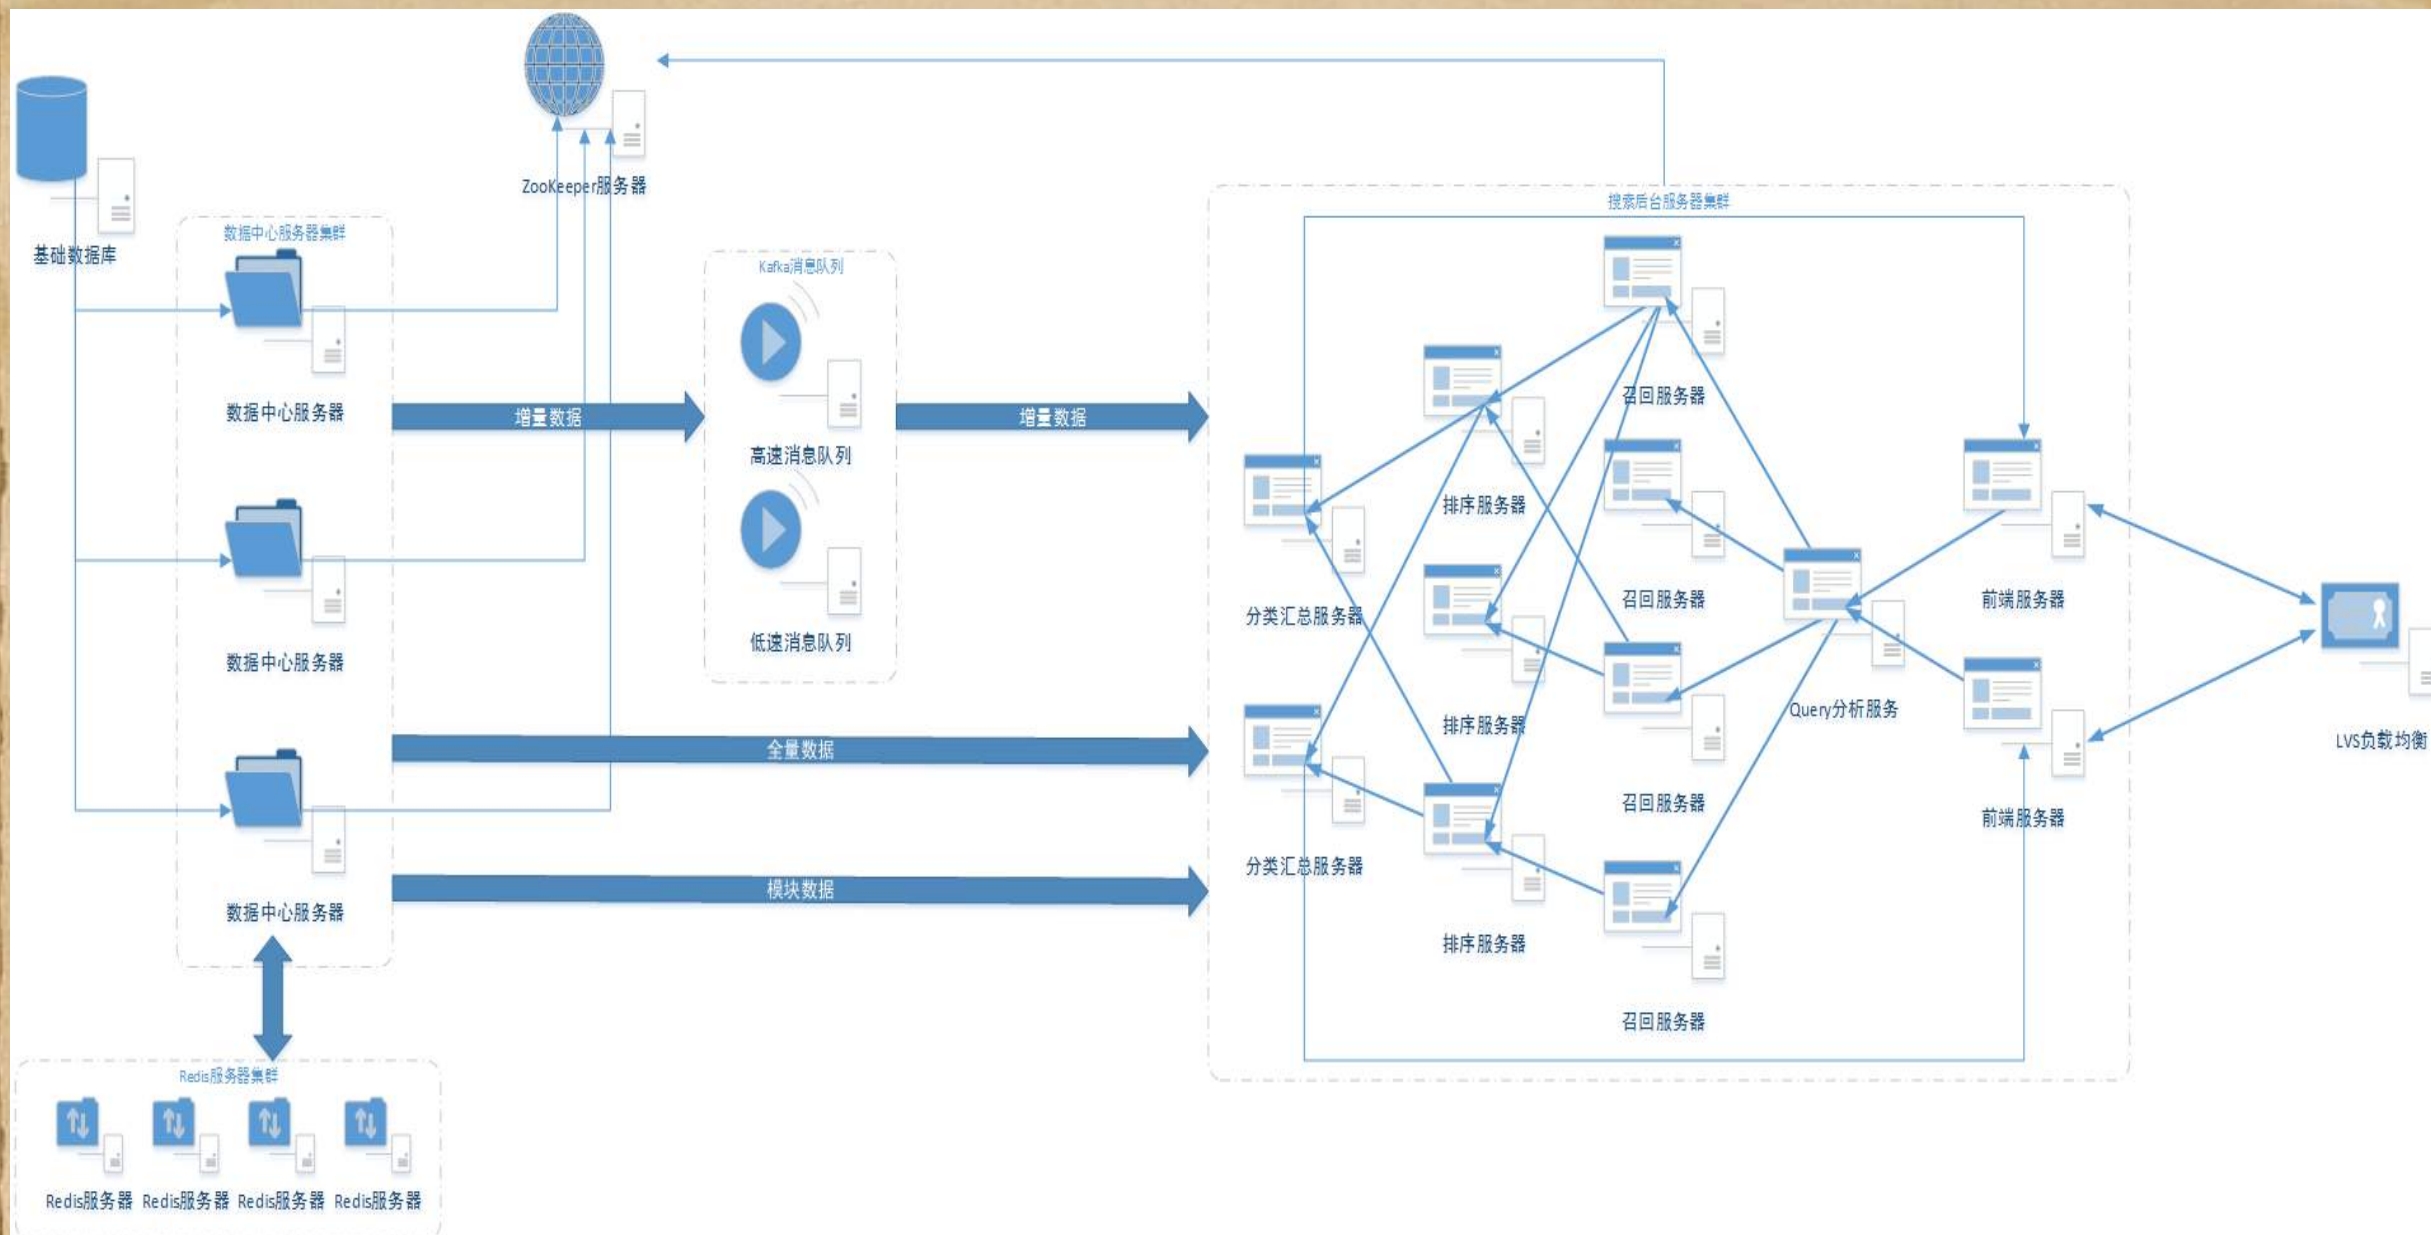 ZooKeeper服务器
基础数据库
数据中心服务器集群
数据中心服务器
数据中心服务器
数据中心服务器
增量数据
Kafka消息队列
高速消息队列
低速消息队列
增量数据
全量数据
模块数据
Redis服务器集群
Redis服务器
Redis服务器
Redis服务器
Redis服务器
搜索后台服务器集群
分类汇总服务器
分类汇总服务器
排序服务器
排序服务器
排序服务器
召回服务器
召回服务器
召回服务器
召回服务器
Query分析服务
前端服务器
前端服务器
LVS负载均衡